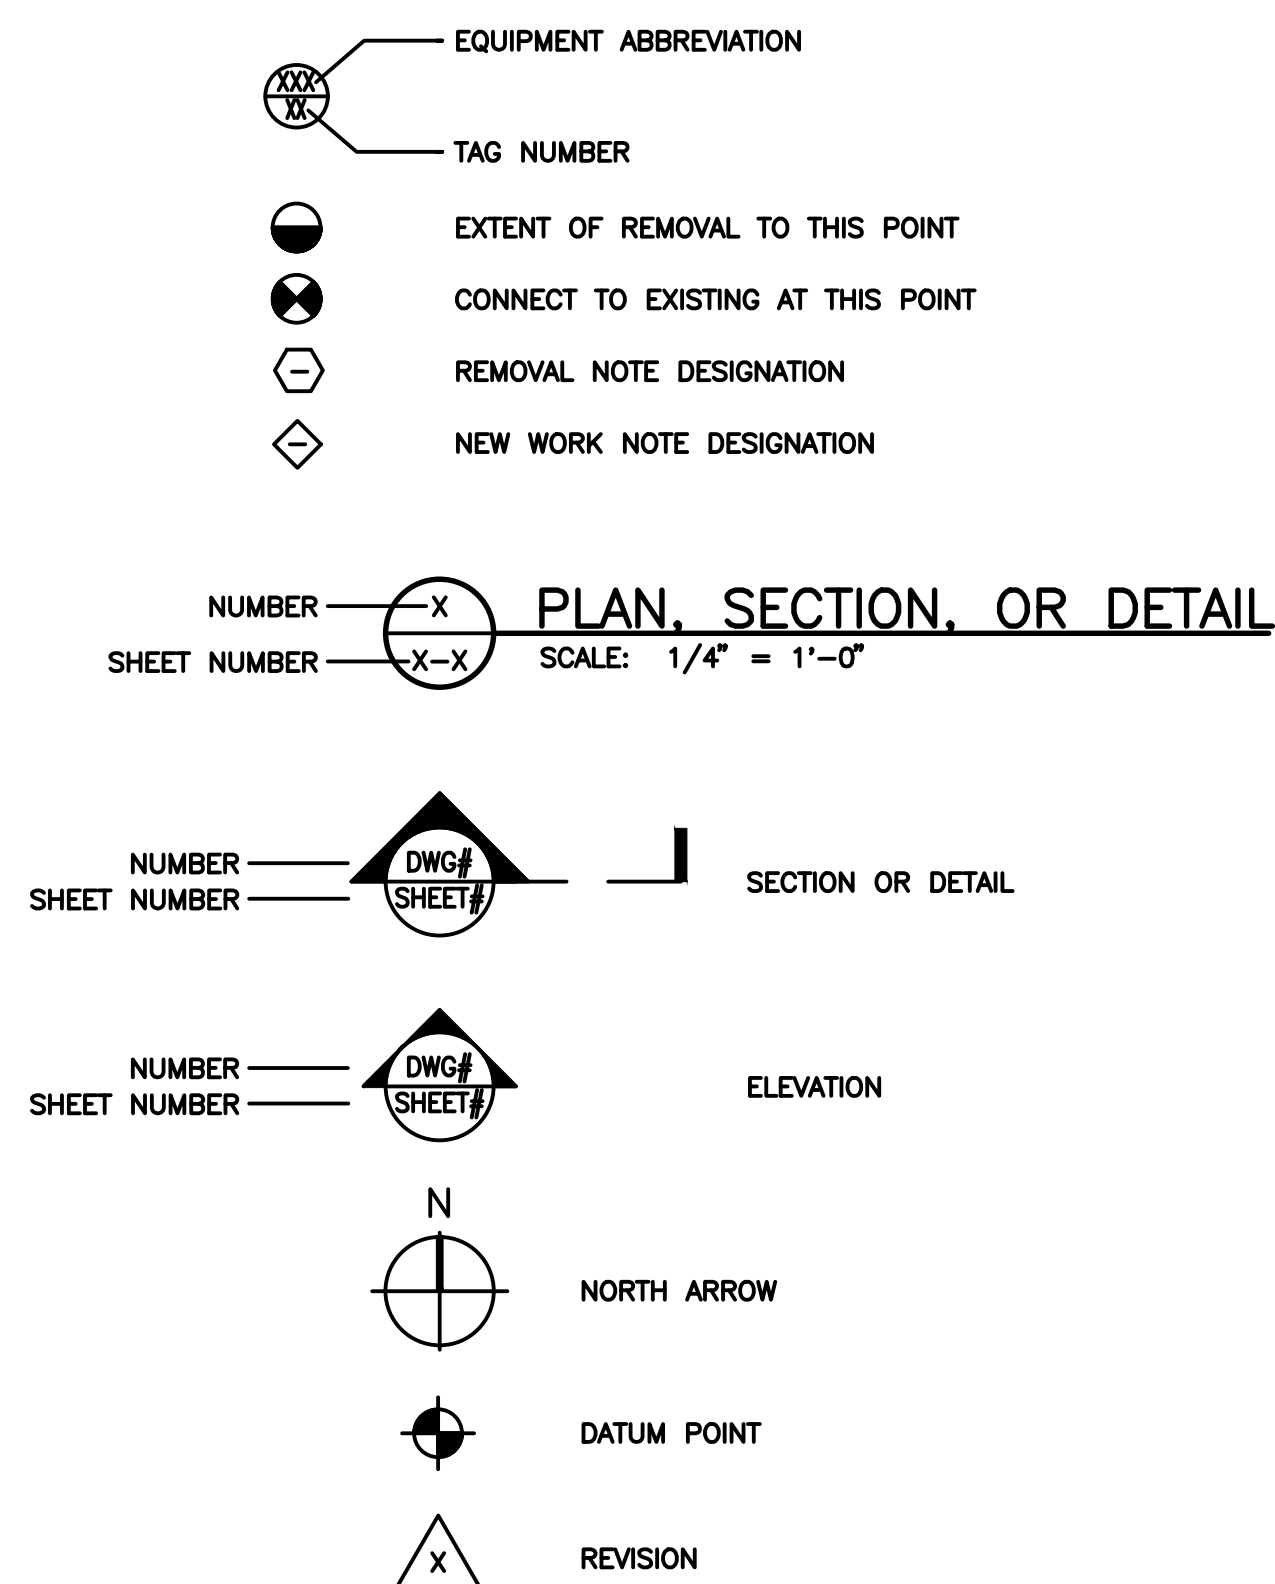 EQUIPMENT ABBREVIATION
XXX
XX
TAG NUMBER
EXTENT OF REMOVAL TO THIS POINT
CONNECT TO EXISTING AT THIS POINT
– REMOVAL NOTE DESIGNATION
– NEW WORK NOTE DESIGNATION
NUMBER X PLAN, SECTION, OR DETAIL
SHEET NUMBER X–X SCALE: 1/4" = 1'–0"
NUMBER DWG#
SHEET NUMBER SHEET# SECTION OR DETAIL
NUMBER DWG#
SHEET NUMBER SHEET# ELEVATION
N
NORTH ARROW
DATUM POINT
X REVISION